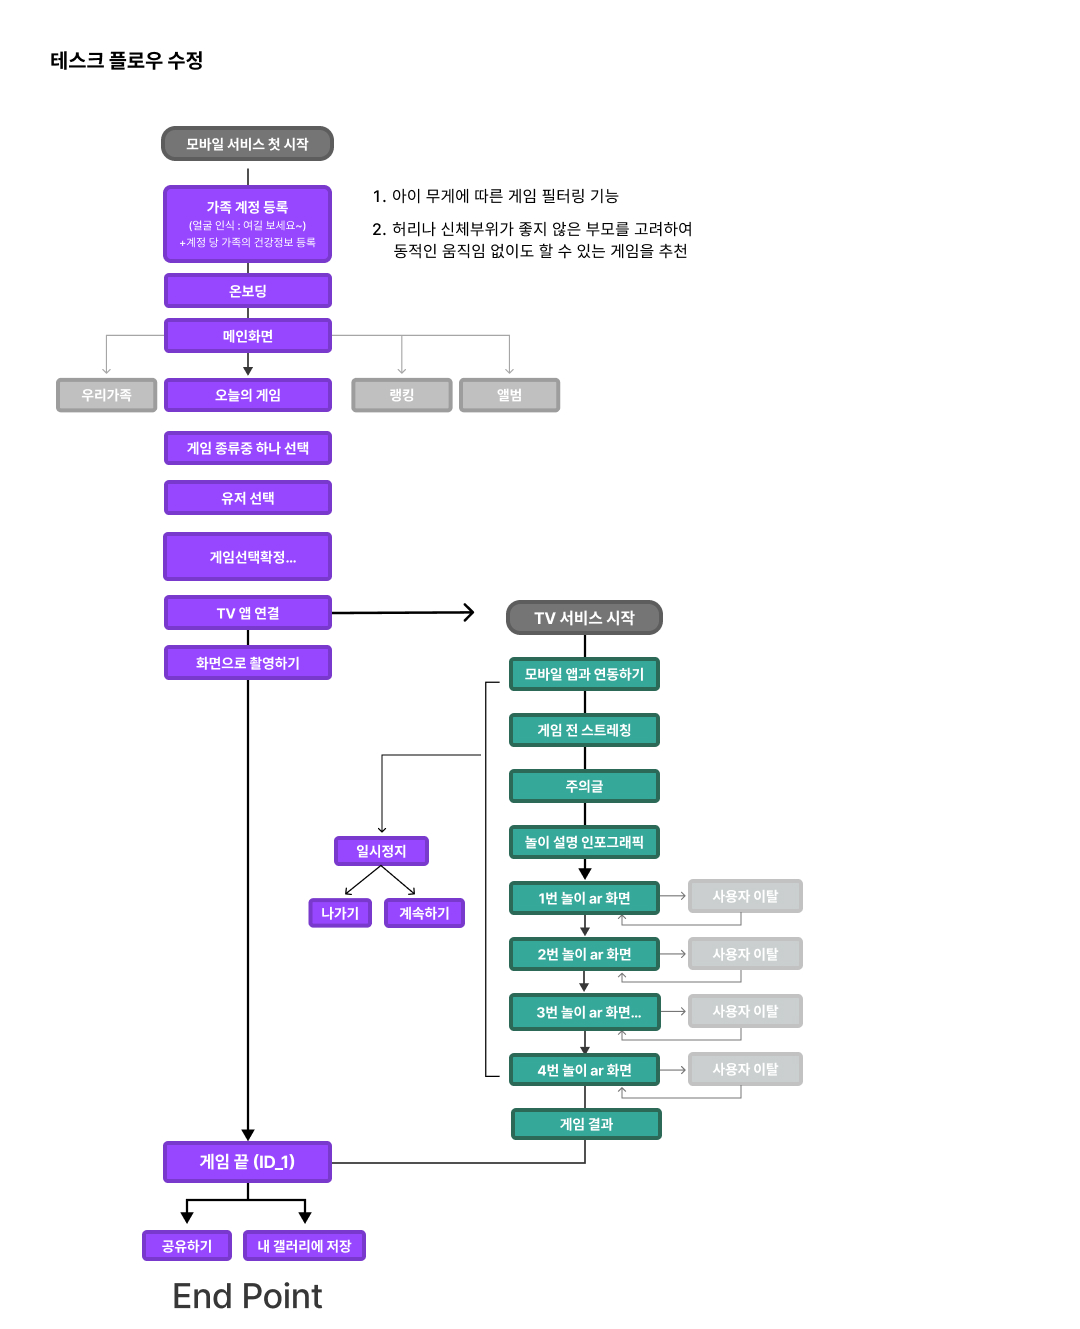 테스크 플로우 수정
모바일 서비스 첫 시작
가족 계정 등록
(얼굴 인식 : 여길 보세요~)
+계정 당 가족의 건강정보 등록
1. 아이 무게에 따른 게임 필터링 기능
2. 허리나 신체부위가 좋지 않은 부모를 고려하여
동적인 움직임 없이도 할 수 있는 게임을 추천
온보딩
메인화면
우리가족
오늘의 게임
랭킹
앨범
게임 종류중 하나 선택
유저 선택
게임선택확정...
TV 앱 연결
화면으로 촬영하기
TV 서비스 시작
모바일 앱과 연동하기
게임 전 스트레칭
주의글
놀이 설명 인포그래픽
일시정지
나가기
계속하기
1번 놀이 ar 화면
사용자 이탈
2번 놀이 ar 화면
사용자 이탈
3번 놀이 ar 화면...
사용자 이탈
4번 놀이 ar 화면
사용자 이탈
게임 결과
게임 끝 (ID_1)
공유하기
내 갤러리에 저장
End Point